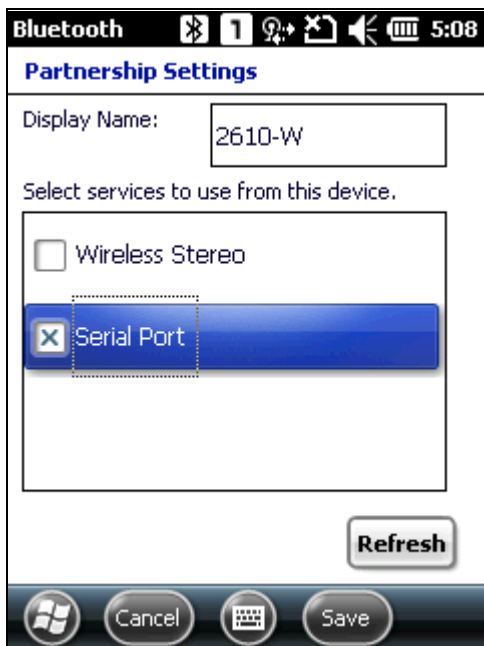 Bluetooth 1 5:08
Partnership Settings
Display Name:
2610-W
Select services to use from this device.
Wireless Stereo
Serial Port
Refresh
Cancel Save